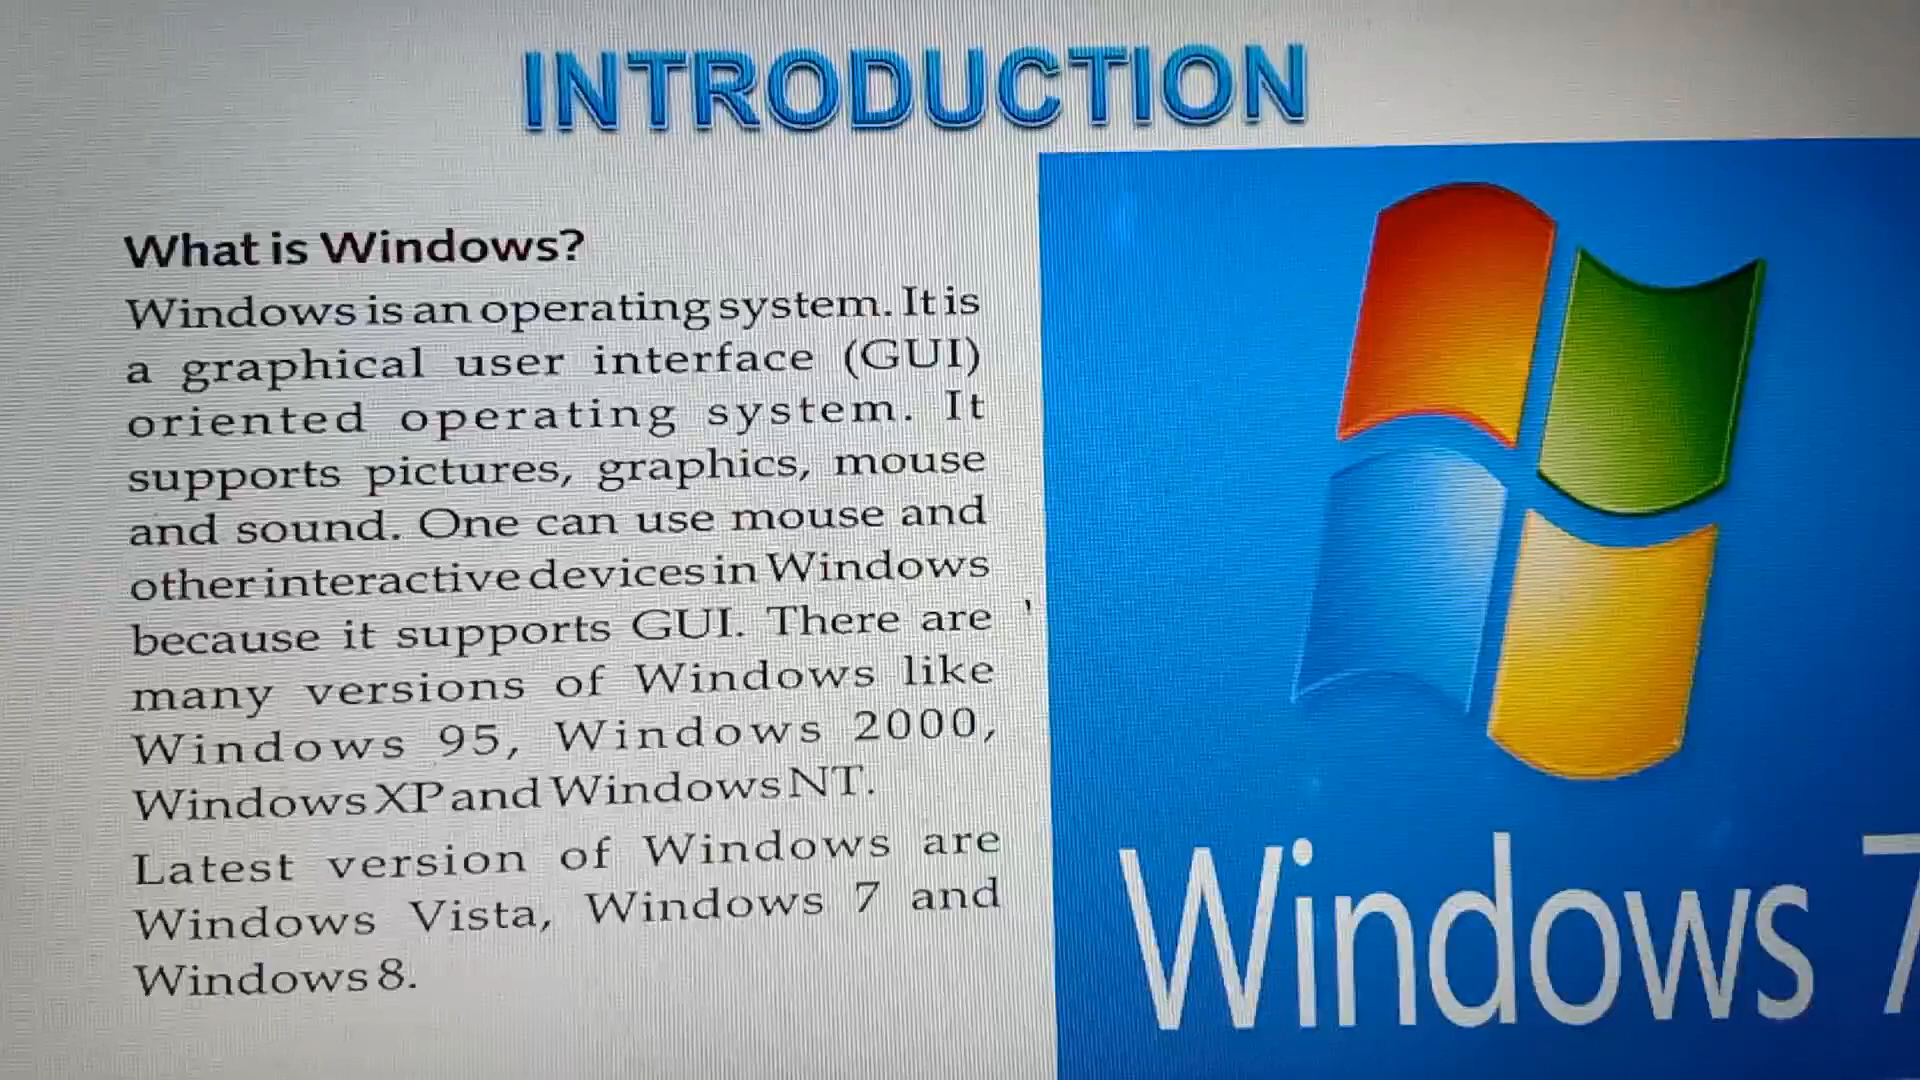 INTRODUCTION
What is Windows?
Windows is an operating system. It is
a graphical user interface (GUI)
oriented operating system. It
supports pictures, graphics, mouse
and sound. One can use mouse and
other interactive devices in Windows
because it supports GUI. There are '
many versions of Windows like
Windows 95, Windows 2000,
Windows XP and Windows NT.
Latest version of Windows are
Windows Vista, Windows 7 and
Windows 8.
Windows 7